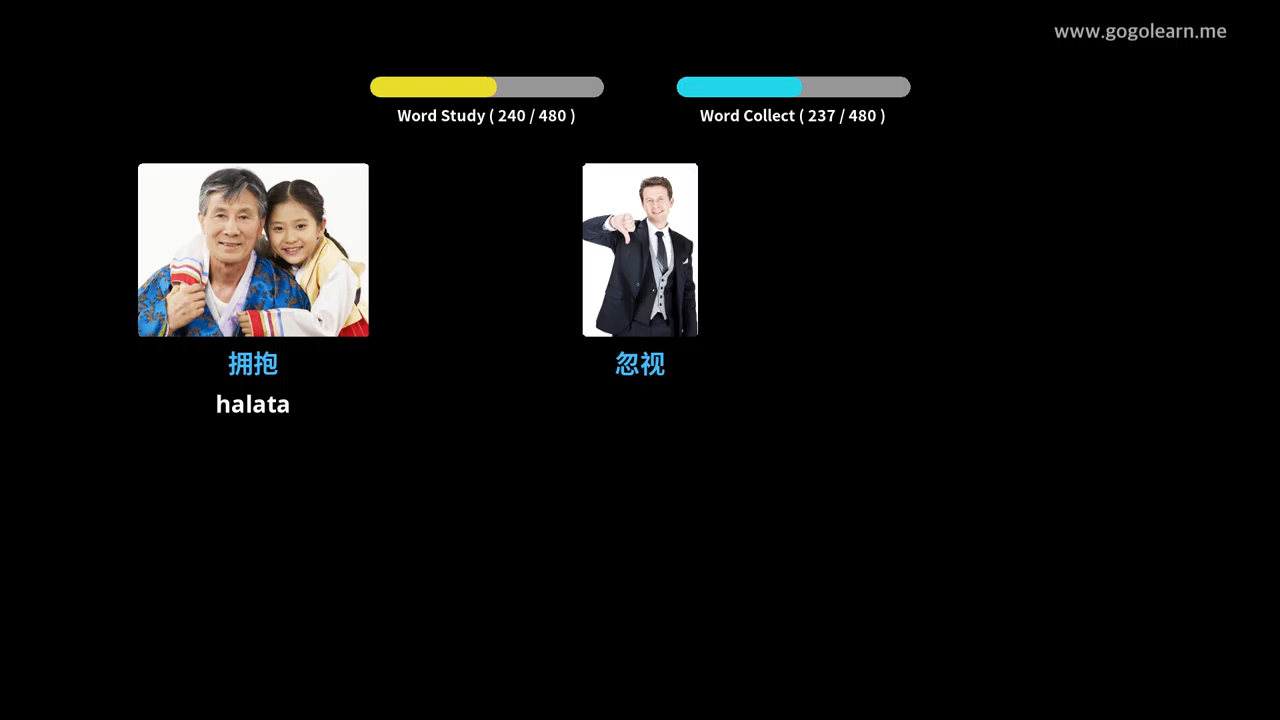 www.gogolearn.me
Word Study ( 240 / 480 )
Word Collect ( 237 / 480 )
拥抱
halata
忽视